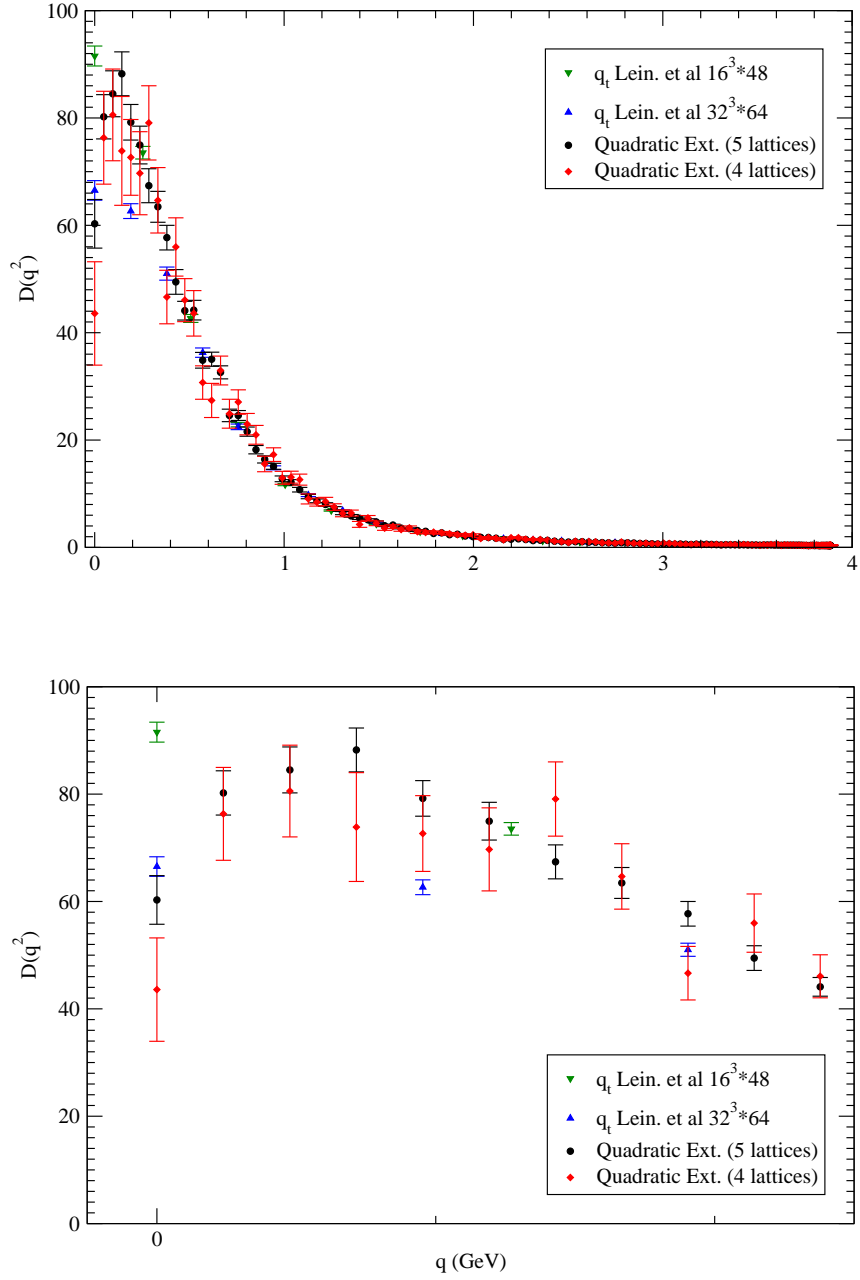 100
80
60
40
20
0
D(q²)
q_t Lein. et al 16³*48
q_t Lein. et al 32³*64
Quadratic Ext. (5 lattices)
Quadratic Ext. (4 lattices)
0 1 2 3 4
100
80
60
40
20
0
D(q²)
q_t Lein. et al 16³*48
q_t Lein. et al 32³*64
Quadratic Ext. (5 lattices)
Quadratic Ext. (4 lattices)
0
q (GeV)